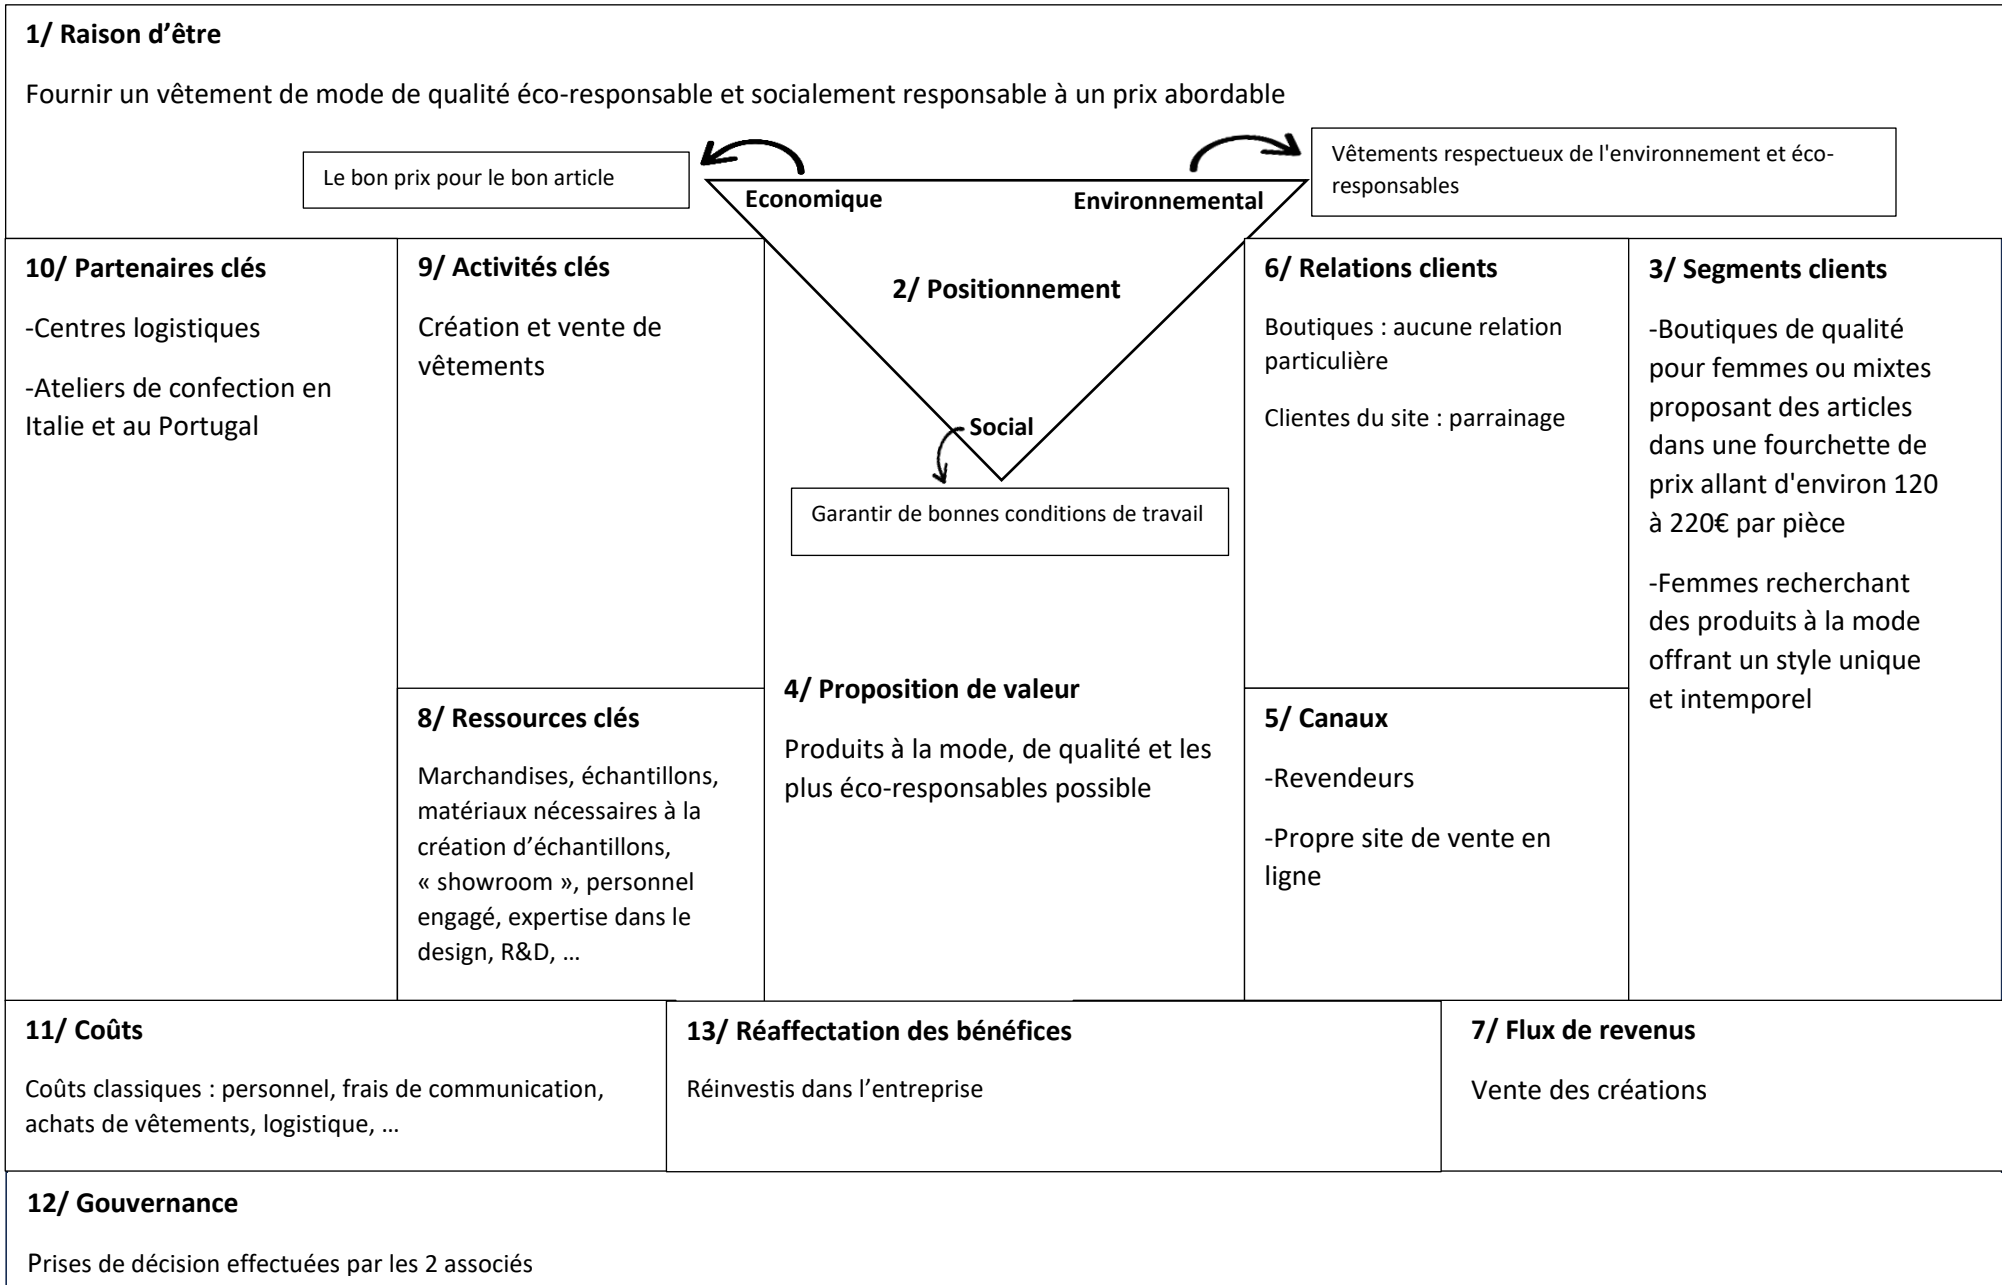 1/ Raison d’être
Fournir un vêtement de mode de qualité éco-responsable et socialement responsable à un prix abordable
Le bon prix pour le bon article
Vêtements respectueux de l'environnement et éco-
responsables
Economique
Environnemental
2/ Positionnement
Social
Garantir de bonnes conditions de travail
10/ Partenaires clés
-Centres logistiques
-Ateliers de confection en
Italie et au Portugal
9/ Activités clés
Création et vente de
vêtements
8/ Ressources clés
Marchandises, échantillons,
matériaux nécessaires à la
création d’échantillons,
« showroom », personnel
engagé, expertise dans le
design, R&D, …
4/ Proposition de valeur
Produits à la mode, de qualité et les
plus éco-responsables possible
6/ Relations clients
Boutiques : aucune relation
particulière
Clientes du site : parrainage
5/ Canaux
-Revendeurs
-Propre site de vente en
ligne
3/ Segments clients
-Boutiques de qualité
pour femmes ou mixtes
proposant des articles
dans une fourchette de
prix allant d'environ 120
à 220€ par pièce
-Femmes recherchant
des produits à la mode
offrant un style unique
et intemporel
11/ Coûts
Coûts classiques : personnel, frais de communication,
achats de vêtements, logistique, …
13/ Réaffectation des bénéfices
Réinvestis dans l’entreprise
7/ Flux de revenus
Vente des créations
12/ Gouvernance
Prises de décision effectuées par les 2 associés